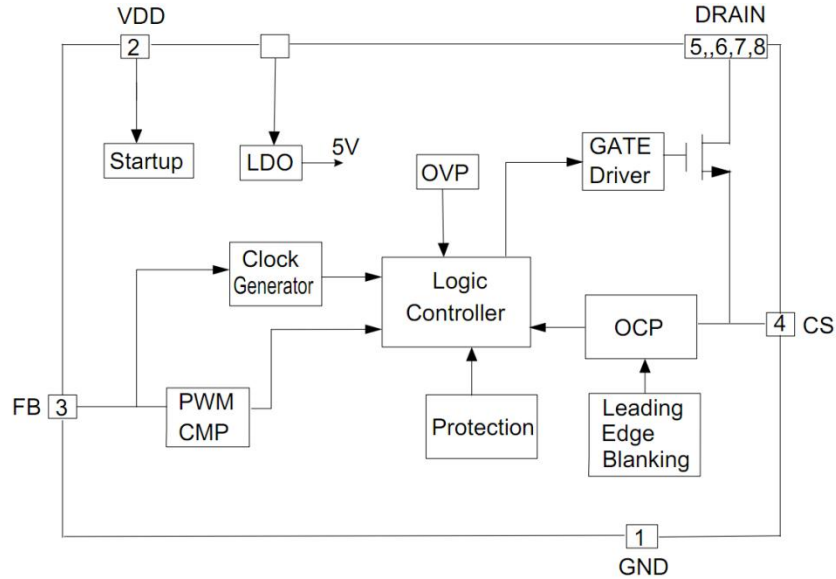 VDD
DRAIN
2
5,,6,7,8
Startup
LDO
5V
OVP
GATE
Driver
Clock
Generator
Logic
Controller
OCP
4
CS
FB
3
PWM
CMP
Protection
Leading
Edge
Blanking
1
GND